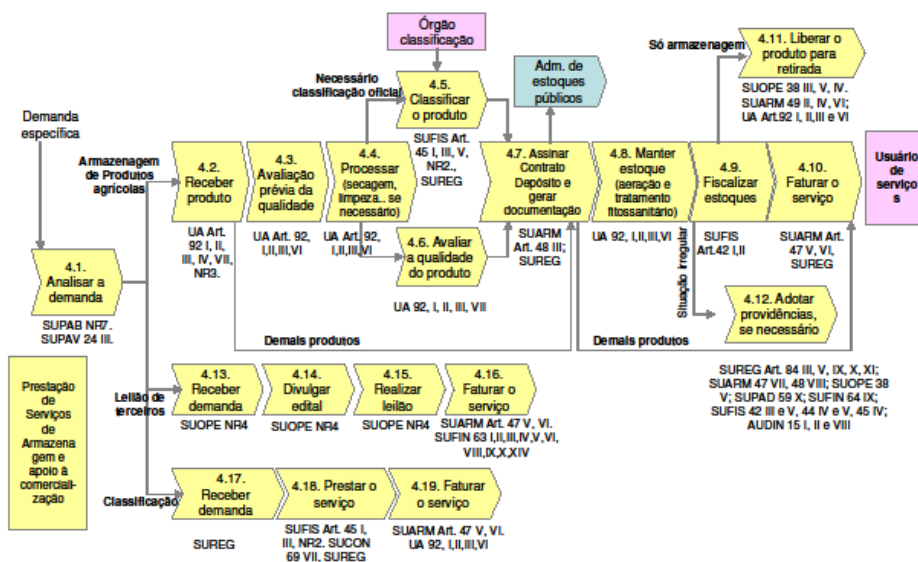 Órgão
classificação
Só armazenagem
4.11. Liberar o
produto para
retirada
SUOPE 38 III, V, IV.
SUARM 49 II, IV, VI;
UA Art.92 I, II,III e VI
Necessário
classificação oficial
4.5.
Classificar
o produto
SUFIS Art.
45 I, III, V,
NR2.,
SUREG
Adm. de
estoques
públicos
Demanda
específica
Armazenagem
de Produtos
agrícolas
4.2.
Receber
produto
UA Art.
92 I, II,
III, IV, VII,
NR3.
4.3.
Avaliação
prévia da
qualidade
UA Art. 92,
I,II,III,VI
4.4.
Processar
(secagem,
limpeza.. se
necessário)
UA Art. 92,
I,II,III,VI
4.6. Avaliar
a qualidade
do produto
UA 92, I, II, III, VII
4.7. Assinar
Contrato
Depósito e
gerar
documentação
SUARM
Art. 48 III;
SUREG
4.8. Manter
estoque
(aeração e
tratamento
fitossanitário)
UA 92, I,II,III,VI
4.9.
Fiscalizar
estoques
SUFIS
Art.42 I,II
4.10.
Faturar o
serviço
SUARM Art.
47 V, VI,
SUREG
Usuário
de
serviço
s
4.1.
Analisar a
demanda
SUPAB NR7.
SUPAV 24 III.
Situação irregular
4.12. Adotar
providências,
se necessário
Demais produtos
Demais produtos
SUREG Art. 84 III, V, IX, X, XI;
SUARM 47 VII, 48 VIII; SUOPE 38
V; SUPAD 59 X; SUFIN 64 IX;
SUFIS 42 III e V, 44 IV e V, 45 IV;
AUDIN 15 I, II e VIII
Prestação
de
Serviços
de
Armazena
gem e
apoio à
comerciali-
zação
Leilão de
terceiros
4.13.
Receber
demanda
SUOPE NR4
4.14.
Divulgar
edital
SUOPE NR4
4.15.
Realizar
leilão
SUOPE NR4
4.16.
Faturar o
serviço
SUARM Art. 47 V, VI.
SUFIN 63 I,II,III,IV,V,VI,
VIII,IX,X,XIV
Classificação
4.17.
Receber
demanda
SUREG
4.18.
Prestar o
serviço
SUFIS Art. 45 I,
III, NR2. SUCON
69 VII, SUREG
4.19. Faturar
o serviço
SUARM Art. 47 V, VI.
UA 92, I,II,III,VI